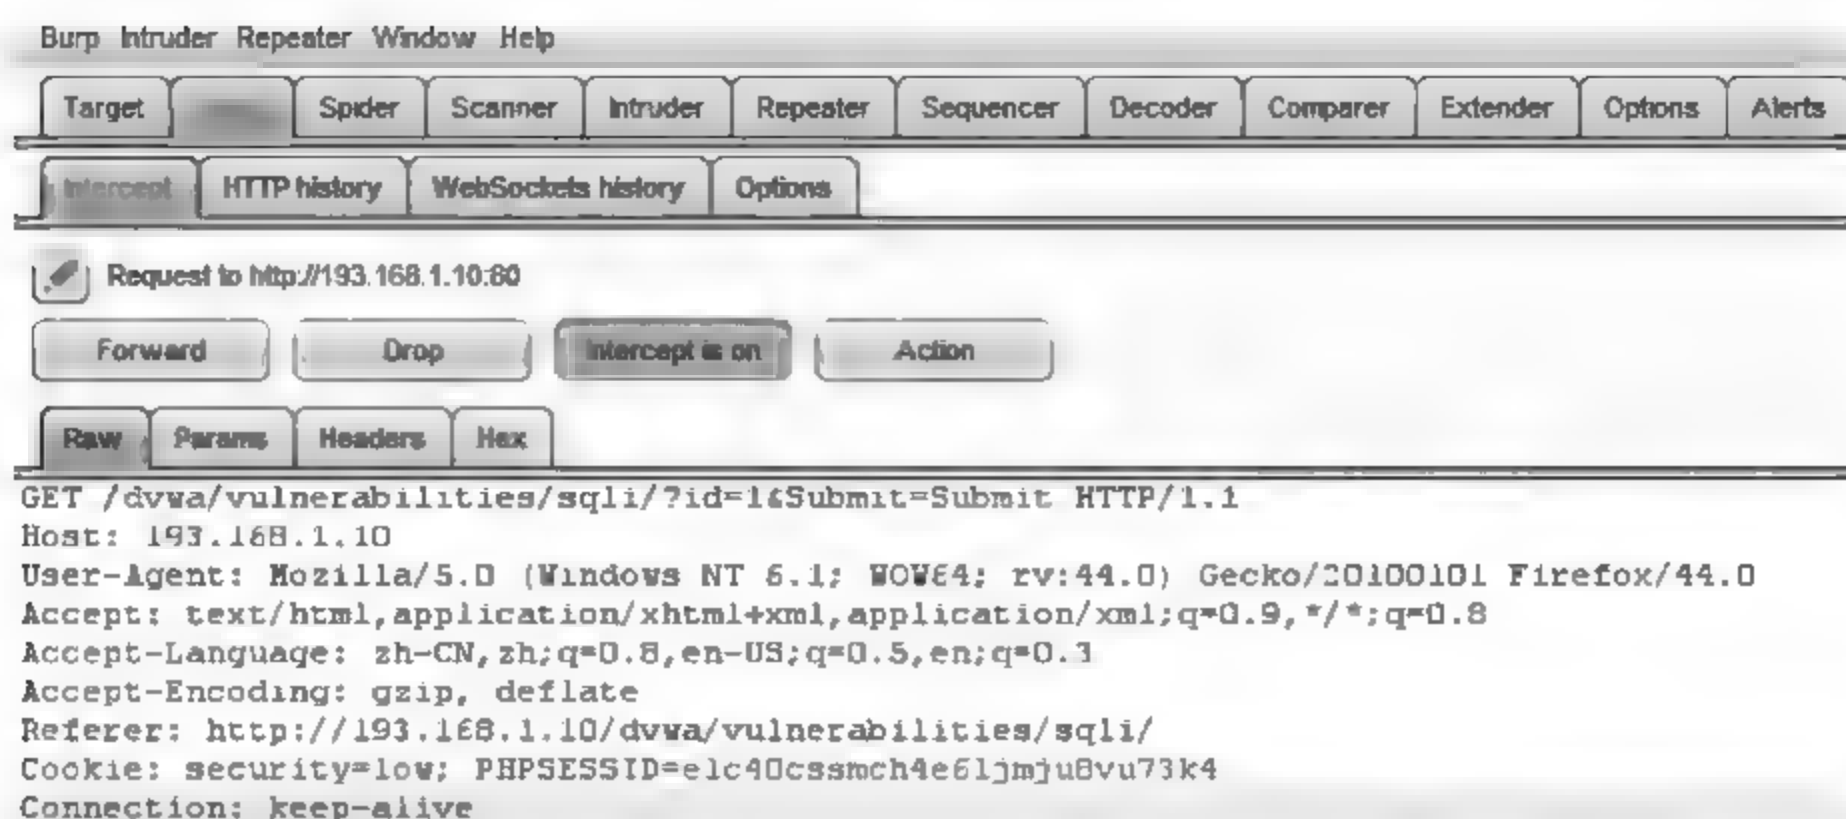 Burp Intruder Repeater Window Help
Target Spider Scanner Intruder Repeater Sequencer Decoder Comparer Extender Options Alerts
Intercept HTTP history WebSockets history Options
Request to http://193.168.1.10:80
Forward Drop Intercept is on Action
Raw Params Headers Hex
GET /dvwa/vulnerabilities/sqli/?id=1&Submit=Submit HTTP/1.1
Host: 193.168.1.10
User-Agent: Mozilla/5.0 (Windows NT 6.1; WOW64; rv:44.0) Gecko/20100101 Firefox/44.0
Accept: text/html,application/xhtml+xml,application/xml;q=0.9,*/*;q=0.8
Accept-Language: zh-CN,zh;q=0.8,en-US;q=0.5,en;q=0.3
Accept-Encoding: gzip, deflate
Referer: http://193.168.1.10/dvwa/vulnerabilities/sqli/
Cookie: security=low;
Connection: keep-alive